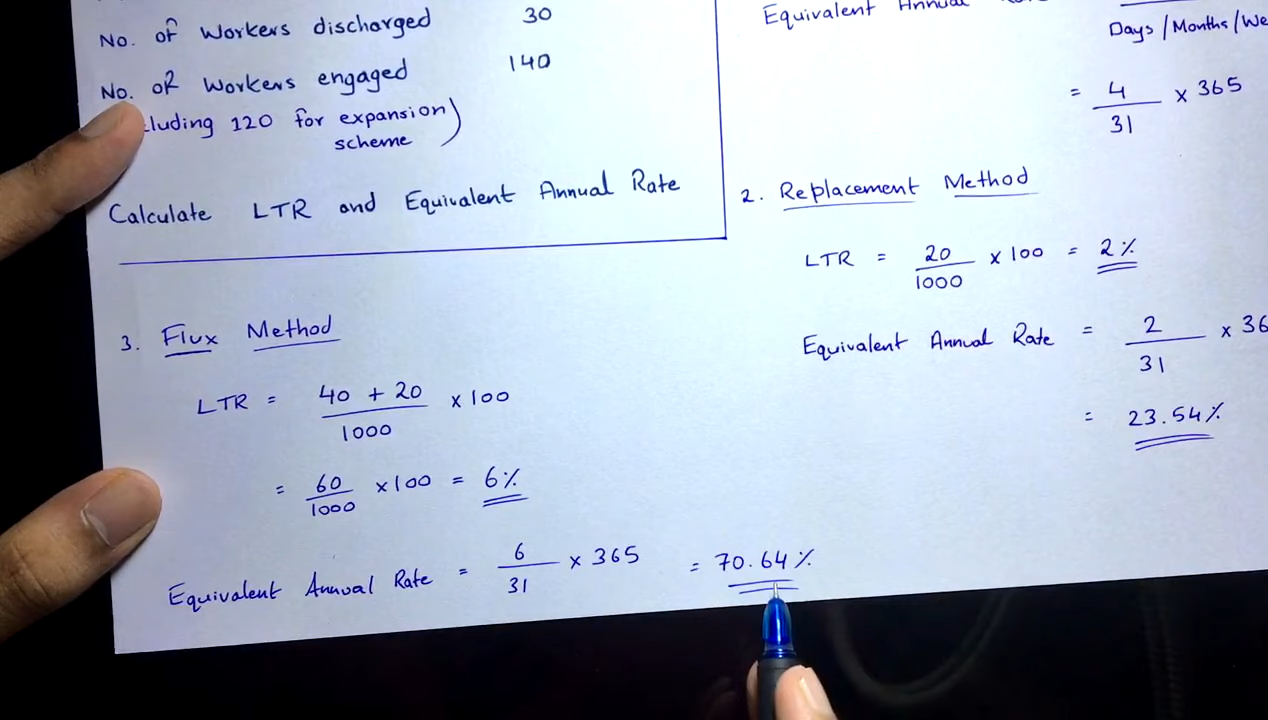 No. of Workers discharged 30
No. of Workers engaged 140
cluding 120 for expansion
scheme)
Calculate LTR and Equivalent Annual Rate
Equivalent Annual
Days / Months / We
= 4/31 x 365
2. Replacement Method
LTR = 20/1000 x 100 = 2%
Equivalent Annual Rate = 2/31 x 36
= 23.54%
3. Flux Method
LTR = 40 + 20/1000 x 100
= 60/1000 x 100 = 6%
Equivalent Annual Rate = 6/31 x 365 = 70.64%